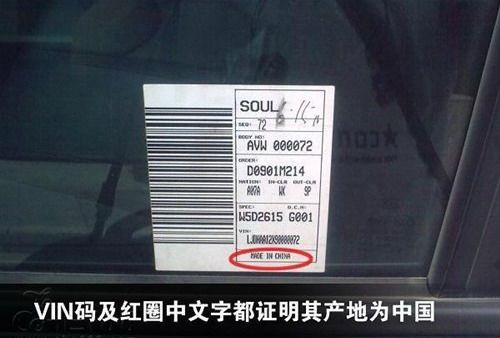 SOUL
SEQ: 72
BODY NO:
AVW 000072
ORDER:
D0901M214
NATION: IN-CLR OUT-CLR
A07A WK 9P
SPEC: O.C.N:
W5D2615 G001
VIN:
MADE IN CHINA
VIN码及红圈中文字都证明其产地为中国